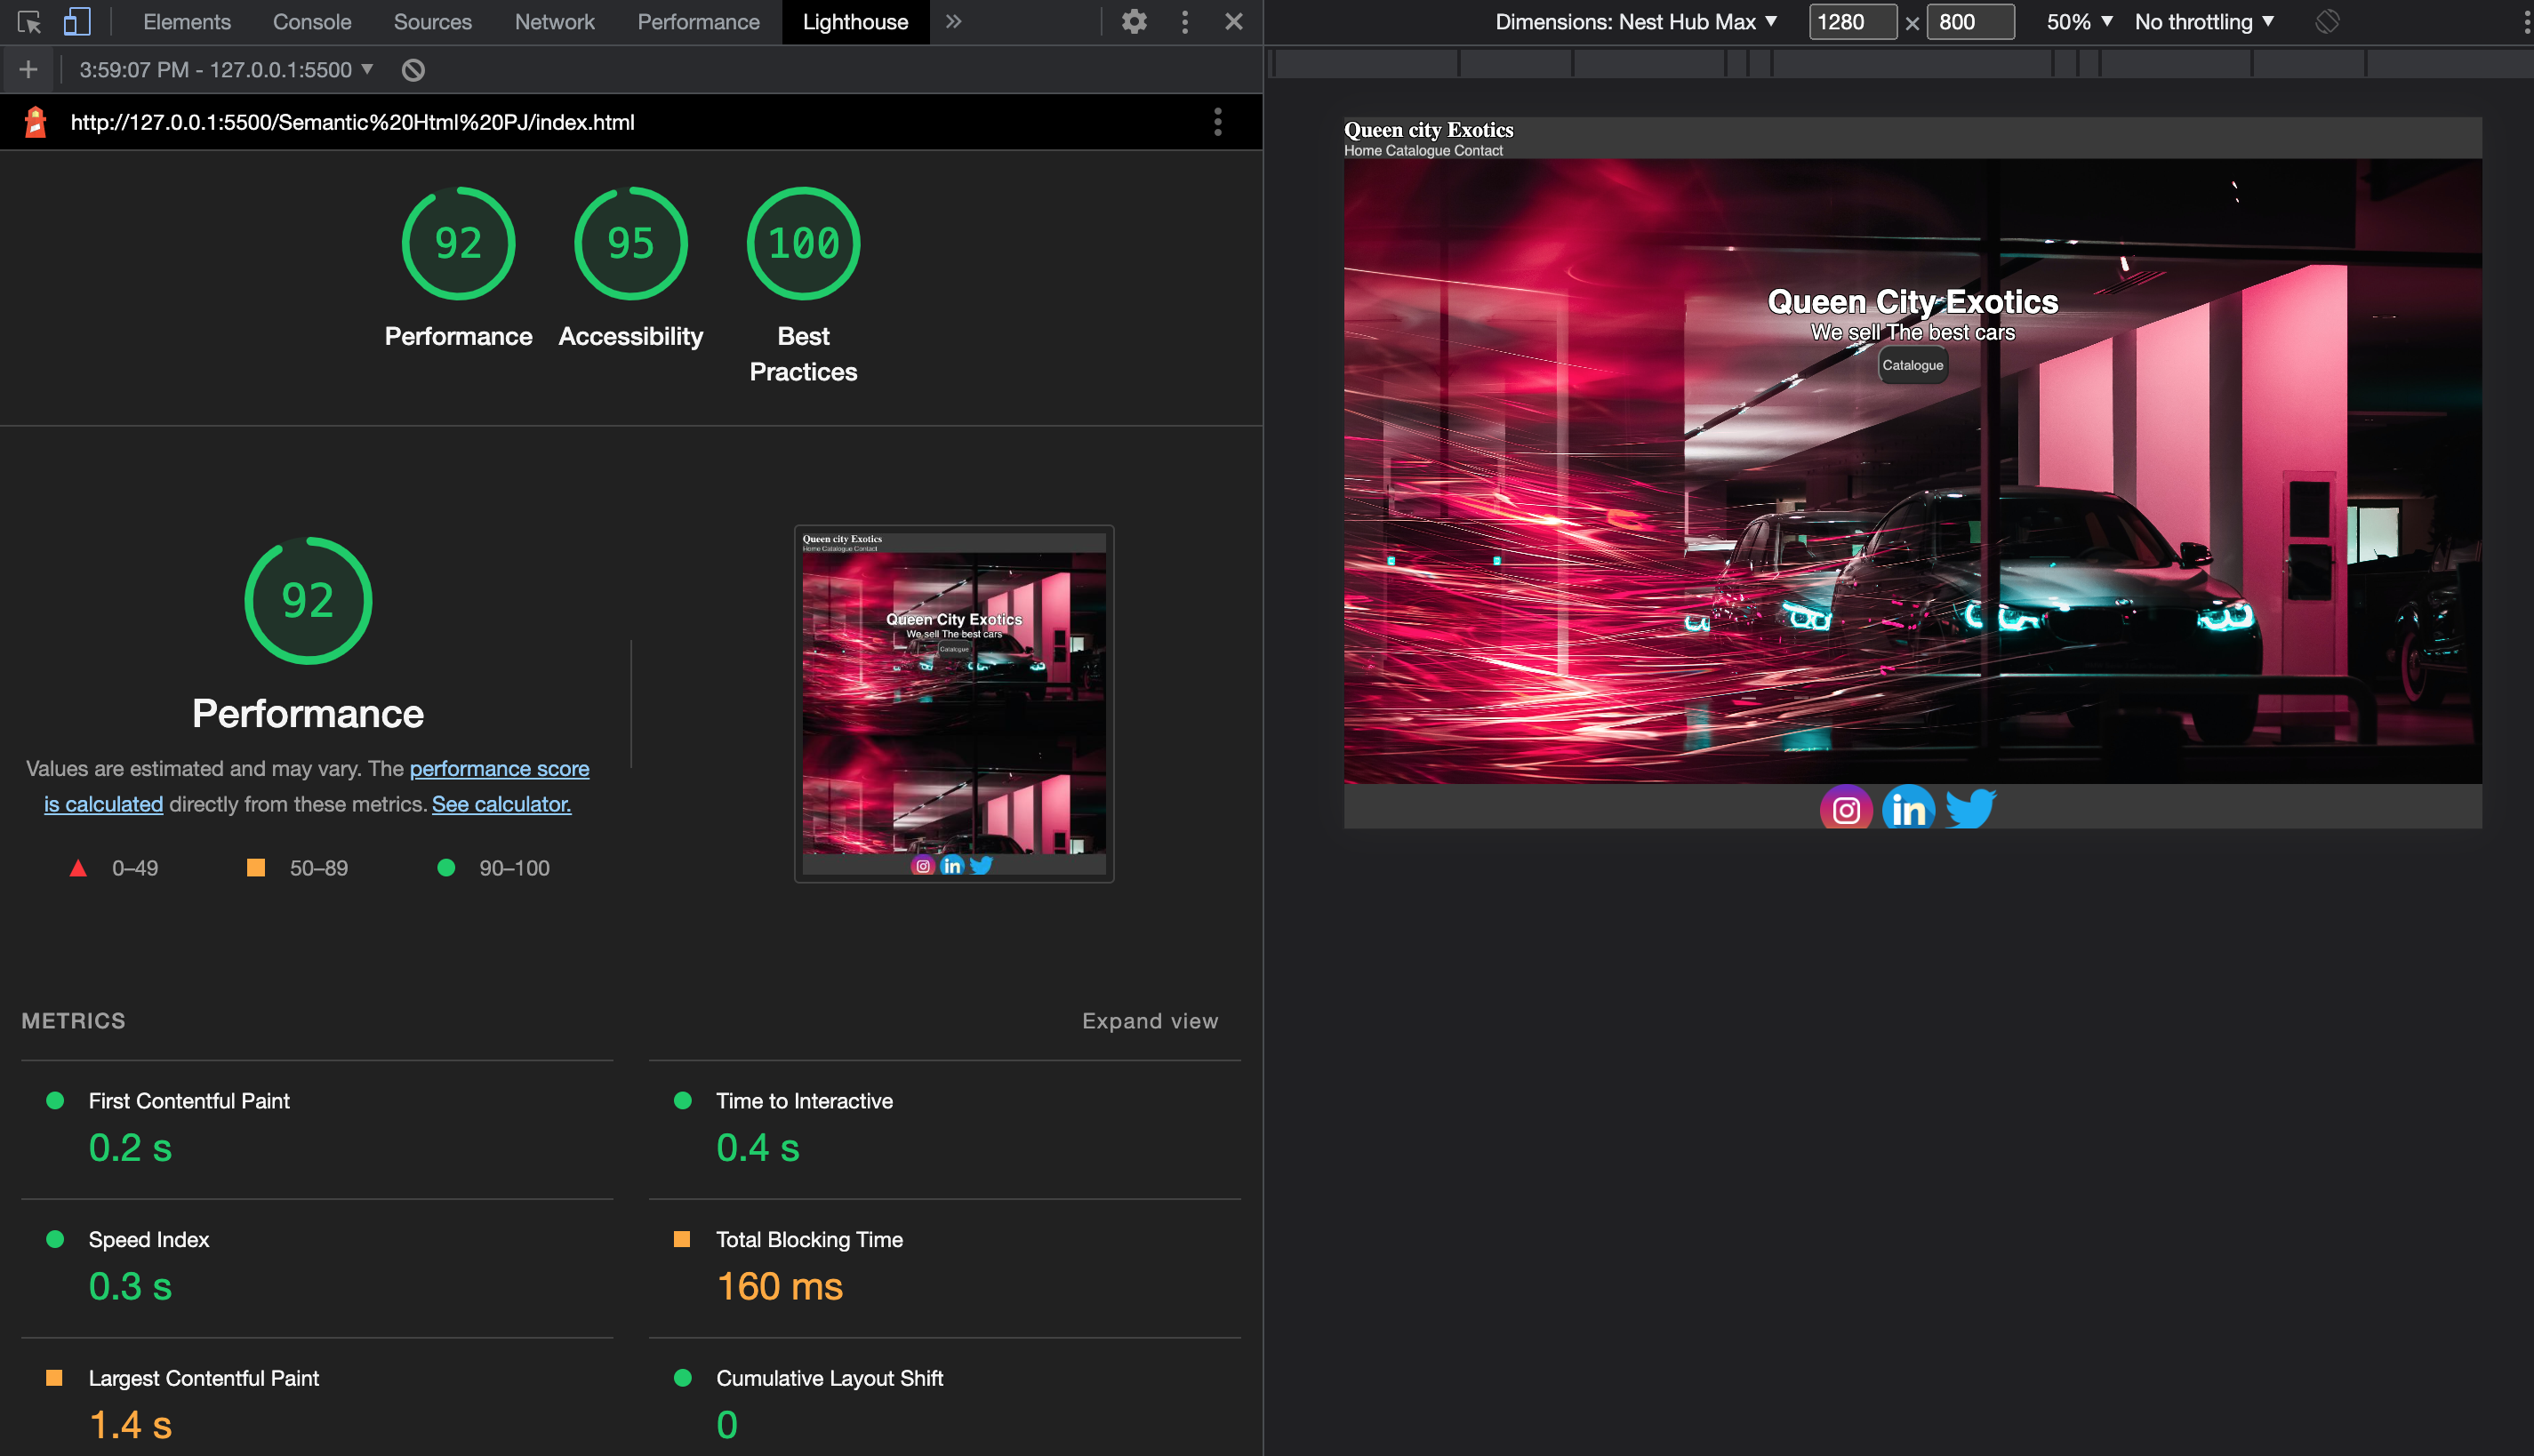 Elements Console Sources Network Performance Lighthouse »
Dimensions: Nest Hub Max ▼ 1280 × 800 50% ▼ No throttling ▼
+ 3:59:07 PM - 127.0.0.1:5500 ▼
http://127.0.0.1:5500/Semantic%20Html%20PJ/index.html
92
95
100
Performance
Accessibility
Best
Practices
92
Performance
Values are estimated and may vary. The performance score
is calculated directly from these metrics. See calculator.
0–49
50–89
90–100
Queen city Exotics
Home Catalogue Contact
Queen City Exotics
We sell The best cars
Catalogue
in
METRICS
Expand view
First Contentful Paint
0.2 s
Time to Interactive
0.4 s
Speed Index
0.3 s
Total Blocking Time
160 ms
Largest Contentful Paint
1.4 s
Cumulative Layout Shift
0
Queen city Exotics
Home Catalogue Contact
Queen City Exotics
We sell The best cars
Catalogue
in